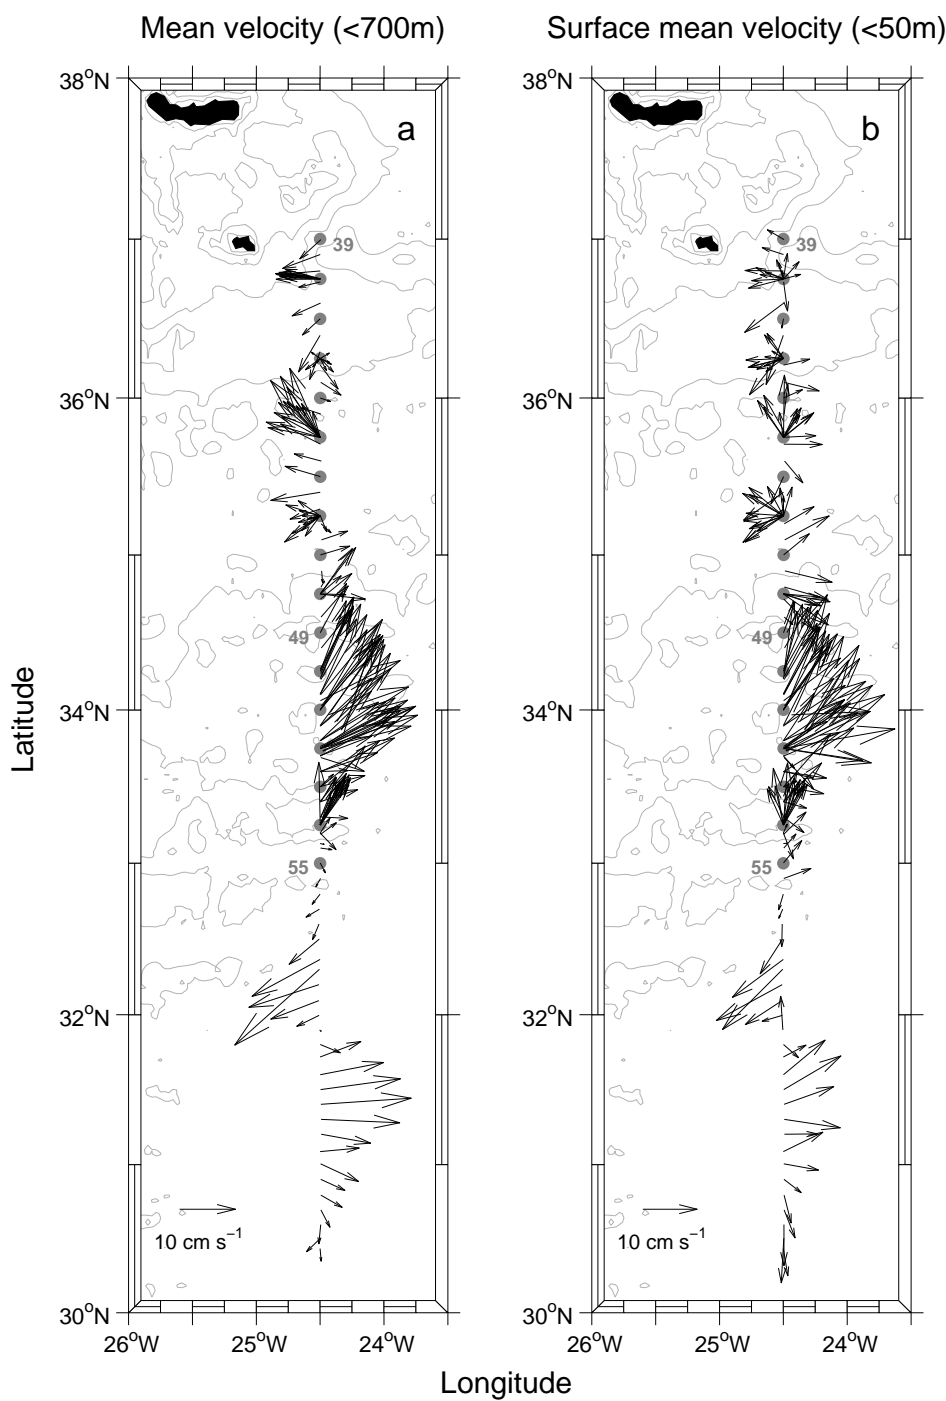 Mean velocity (<700m)
Surface mean velocity (<50m)
38°N
36°N
34°N
32°N
30°N
26°W
25°W
24°W
a
39
49
55
10 cm s⁻¹
38°N
36°N
34°N
32°N
30°N
26°W
25°W
24°W
b
39
49
55
10 cm s⁻¹
Latitude
Longitude